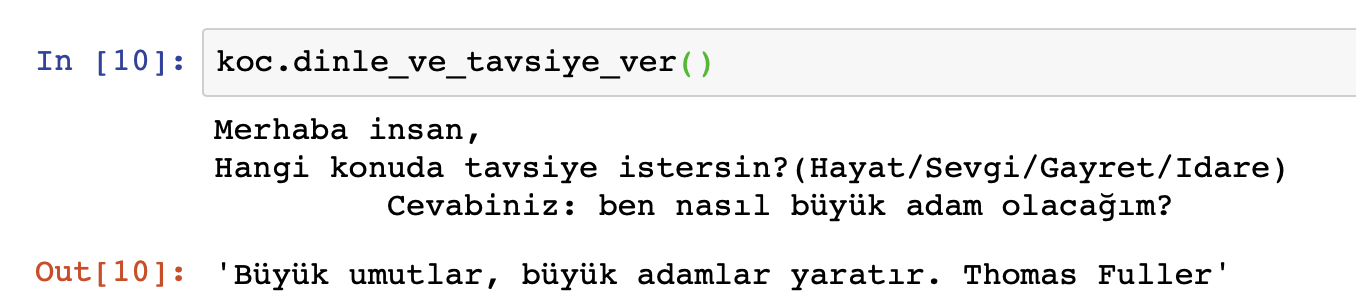 In [10]: koc.dinle_ve_tavsiye_ver()
Merhaba insan,
Hangi konuda tavsiye istersin?(Hayat/Sevgi/Gayret/Idare)
Cevabiniz: ben nasıl büyük adam olacağım?
Out[10]: 'Büyük umutlar, büyük adamlar yaratır. Thomas Fuller'